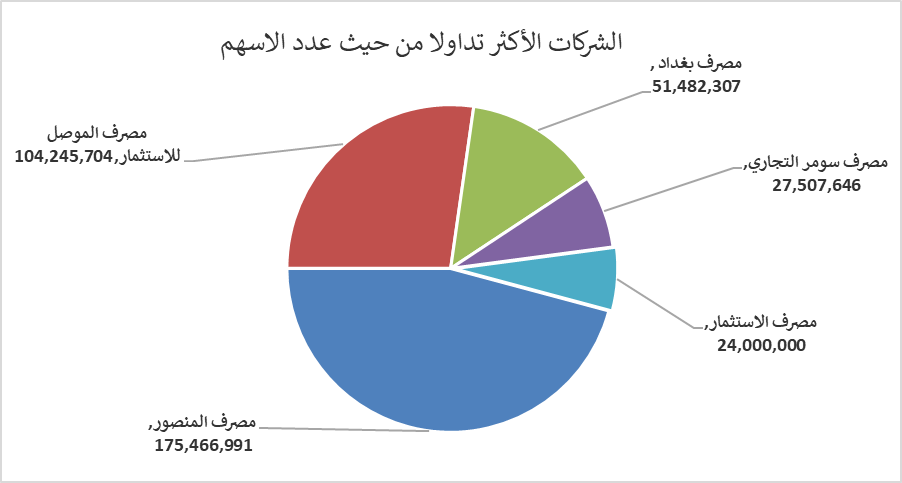 الشركات الأكثر تداولا من حيث عدد الاسهم
مصرف بغداد ,
51,482,307
مصرف سومر التجاري,
27,507,646
مصرف الاستثمار,
24,000,000
مصرف المنصور,
175,466,991
مصرف الموصل
للاستثمار,104,245,704